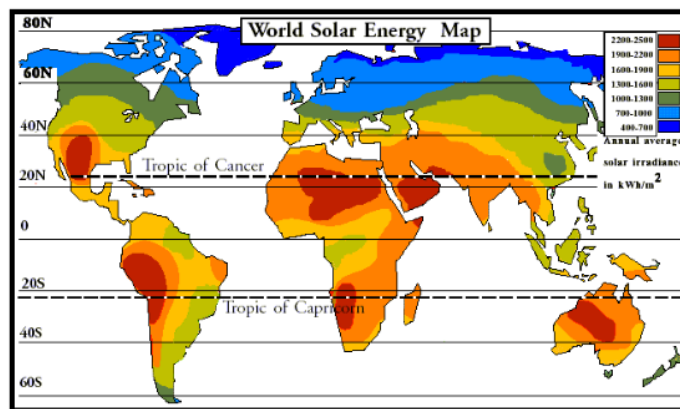 World Solar Energy Map
80N
60N
40N
20N
0
20S
40S
60S
Tropic of Cancer
Tropic of Capricorn
2200-2500
1900-2200
1600-1900
1300-1600
1000-1300
700-1000
400-700
Annual average
solar irradiance
in kWh/m²